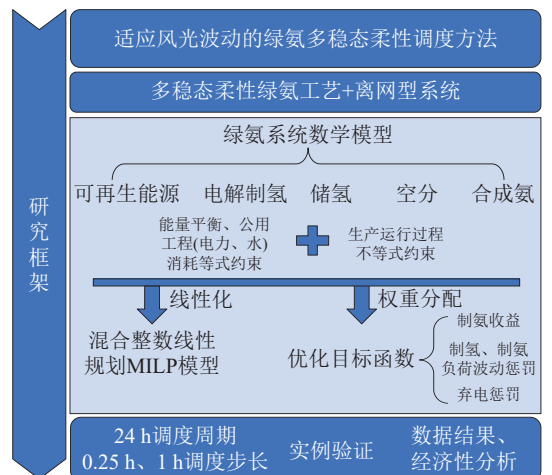 适应风光波动的绿氨多稳态柔性调度方法
多稳态柔性绿氨工艺+离网型系统
研究框架
绿氨系统数学模型
可再生能源 电解制氢 储氢 空分 合成氨
能量平衡、公用
工程(电力、水)
消耗等式约束
生产运行过程
不等式约束
线性化
权重分配
混合整数线性
规划MILP模型
优化目标函数
制氨收益
制氢、制氨
负荷波动惩罚
弃电惩罚
24 h调度周期
0.25 h、1 h调度步长
实例验证
数据结果、
经济性分析